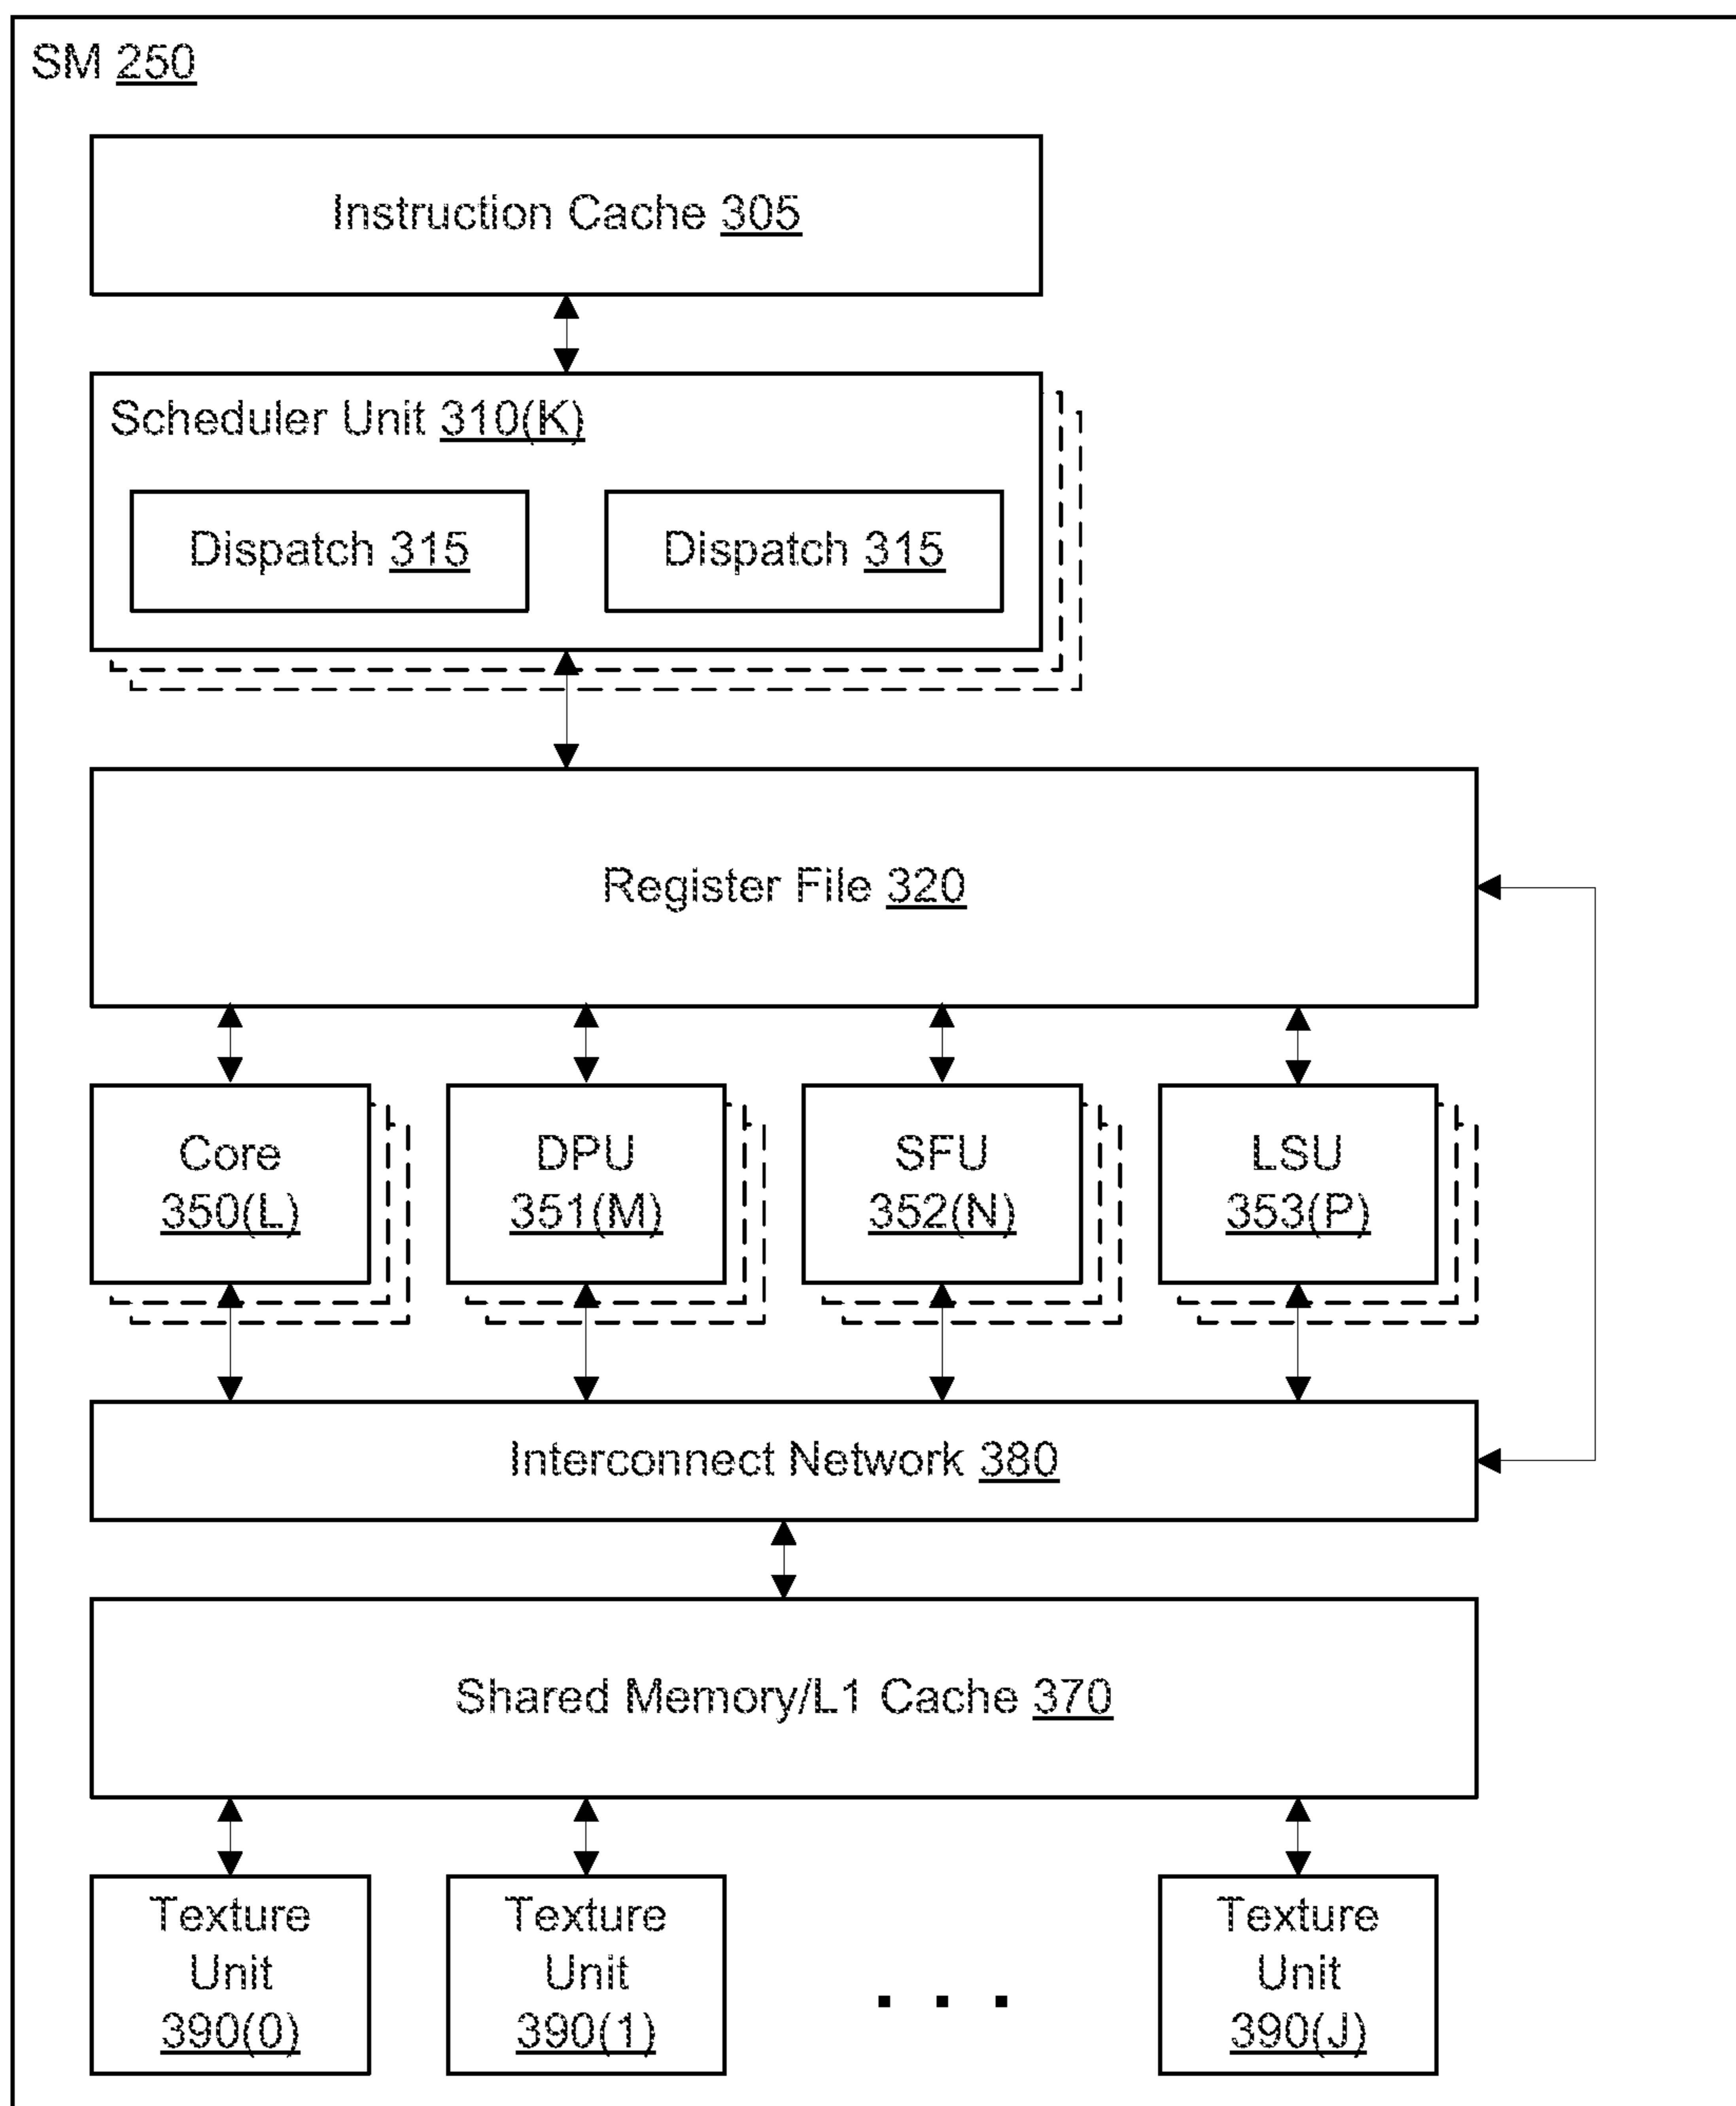 SM 250
Instruction Cache 305
Scheduler Unit 310(K)
Dispatch 315
Dispatch 315
Register File 320
Core
350(L)
DPU
351(M)
SFU
352(N)
LSU
353(P)
Interconnect Network 380
Shared Memory/L1 Cache 370
Texture
Unit
390(0)
Texture
Unit
390(1)
. . .
Texture
Unit
390(J)